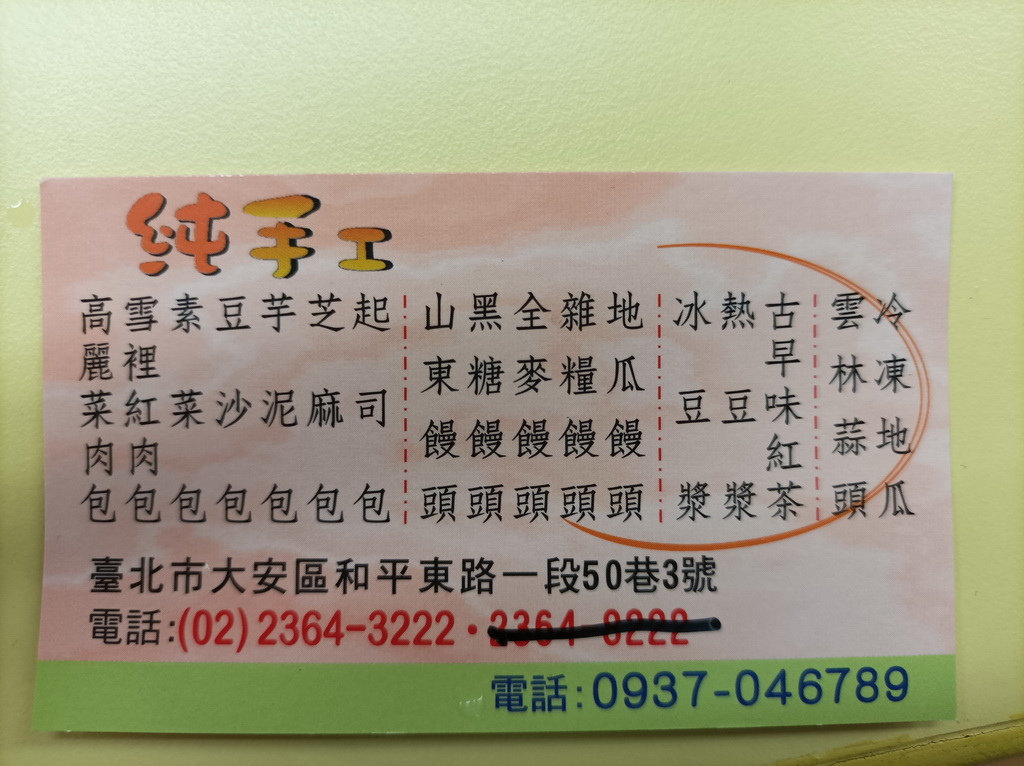 純手工
高麗菜肉包
雪裡紅肉包
素菜包
豆沙包
芋泥包
芝麻包
起司包
山東饅頭
黑糖饅頭
全麥饅頭
雜糧饅頭
地瓜饅頭
冰豆漿
熱豆漿
古早味紅茶
雲林蒜頭
冷凍地瓜
臺北市大安區和平東路一段50巷3號
電話:(02)2364-3222·
電話:0937-046789